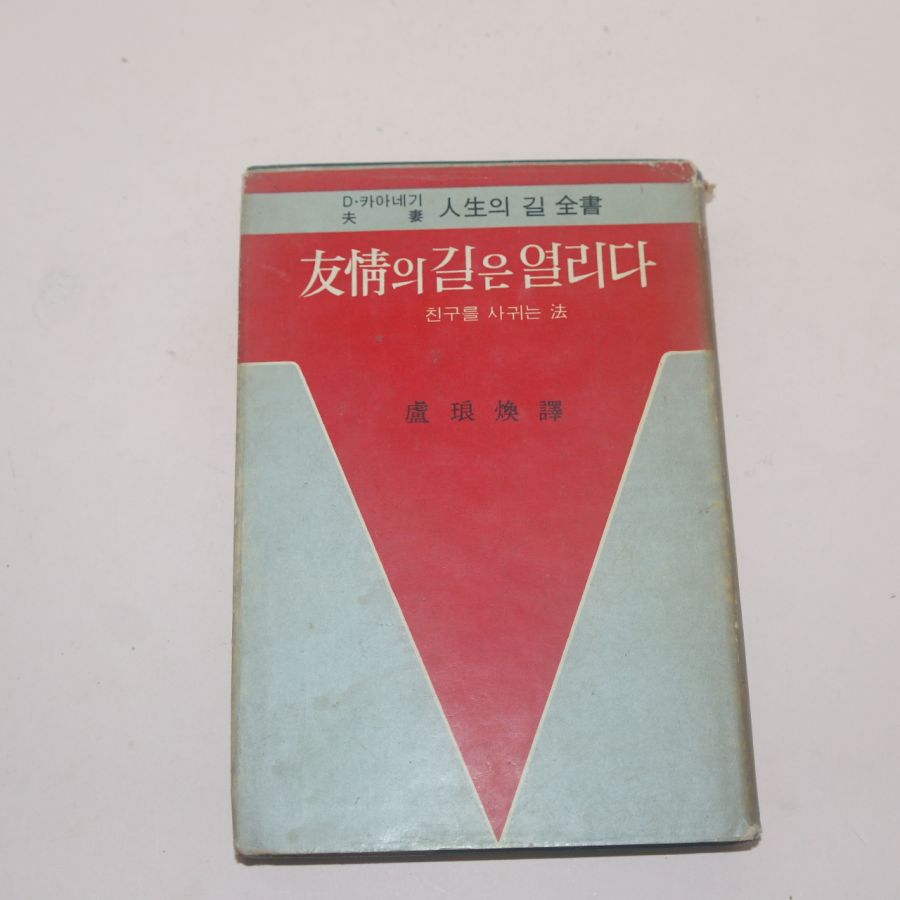 D·카아네기
夫妻 人生의 길 全書
友情의 길은 열리다
친구를 사귀는 法
盧琅煥 譯